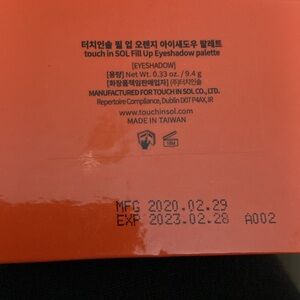 터치인솔 필 업 오렌지 아이섀도우 팔레트
touch in SOL Fill Up Eyeshadow palette
[EYESHADOW]
[용량] Net Wt. 0.33 oz. / 9.4 g
[화장품책임판매업자] (주)터치인솔
MANUFACTURED FOR TOUCH IN SOL CO., LTD.
Repertoire Compliance, Dublin D07 P4AX, IR
www.touchinsol.com
MADE IN TAIWAN
18M
MFG 2020.02.29
EXP 2023.02.28 A002